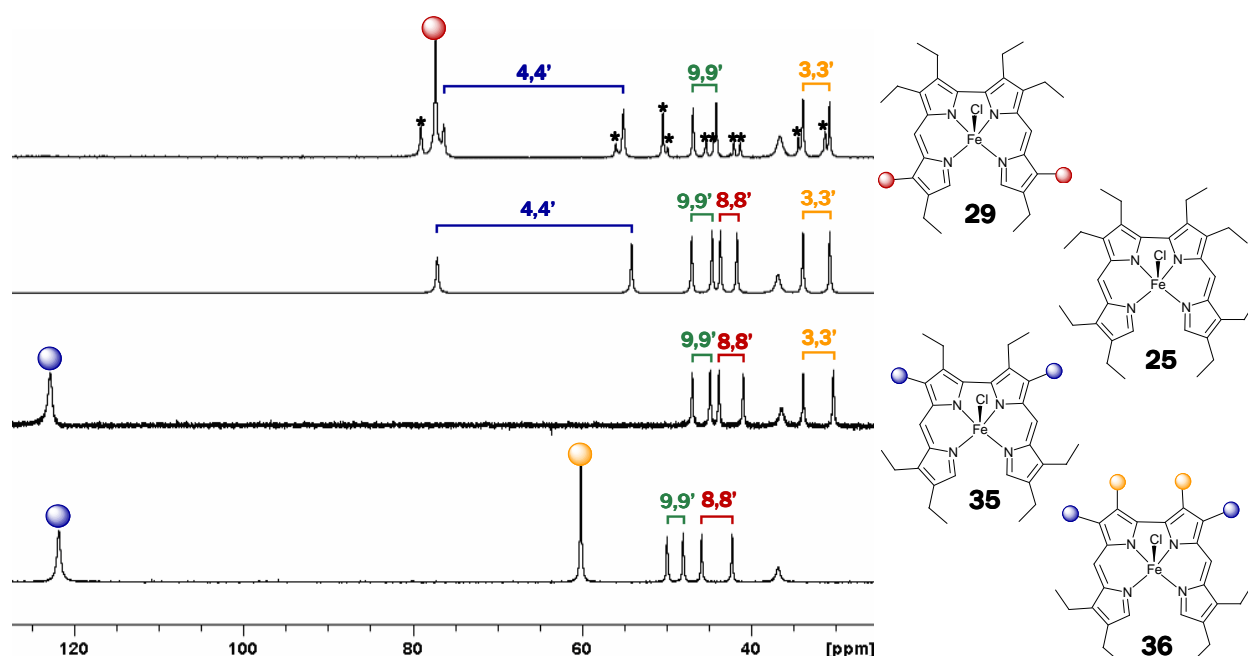 4,4'
9,9'
3,3'
* * * * * * * * * *
4,4'
9,9' 8,8'
3,3'
9,9' 8,8'
3,3'
9,9' 8,8'
120 100 80 60 40 [ppm]
Cl
N N
Fe
N N
29
Cl
N N
Fe
N N
25
Cl
N N
Fe
N N
35
Cl
N N
Fe
N N
36